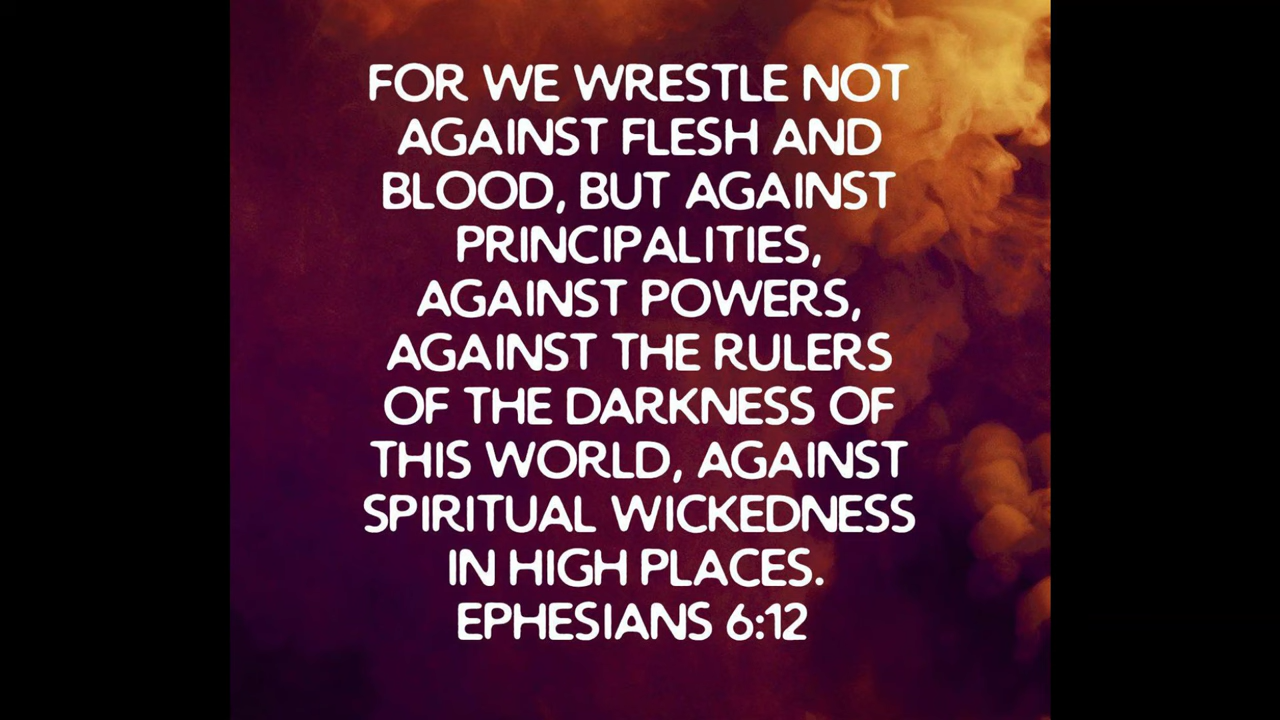 FOR WE WRESTLE NOT
AGAINST FLESH AND
BLOOD, BUT AGAINST
PRINCIPALITIES,
AGAINST POWERS,
AGAINST THE RULERS
OF THE DARKNESS OF
THIS WORLD, AGAINST
SPIRITUAL WICKEDNESS
IN HIGH PLACES.
EPHESIANS 6:12